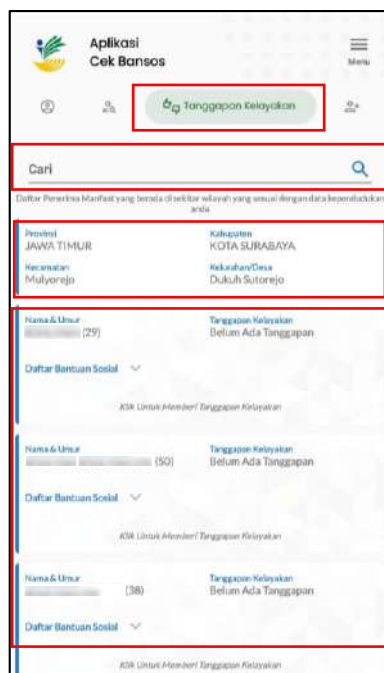 Aplikasi
Cek Bansos
Menu
Tanggapan Kelayakan
Cari
Daftar Penerima Manfaat yang berada di sekitar wilayah yang sesuai dengan data kependudukan
anda
Provinsi Kabupaten
JAWA TIMUR KOTA SURABAYA
Kecamatan Kelurahan/Desa
Mulyorejo Dukuh Sutorejo
Nama & Umur Tanggapan Kelayakan
(29) Belum Ada Tanggapan
Daftar Bantuan Sosial
Klik Untuk Memberi Tanggapan Kelayakan
Nama & Umur Tanggapan Kelayakan
(50) Belum Ada Tanggapan
Daftar Bantuan Sosial
Klik Untuk Memberi Tanggapan Kelayakan
Nama & Umur Tanggapan Kelayakan
(38) Belum Ada Tanggapan
Daftar Bantuan Sosial
Klik Untuk Memberi Tanggapan Kelayakan